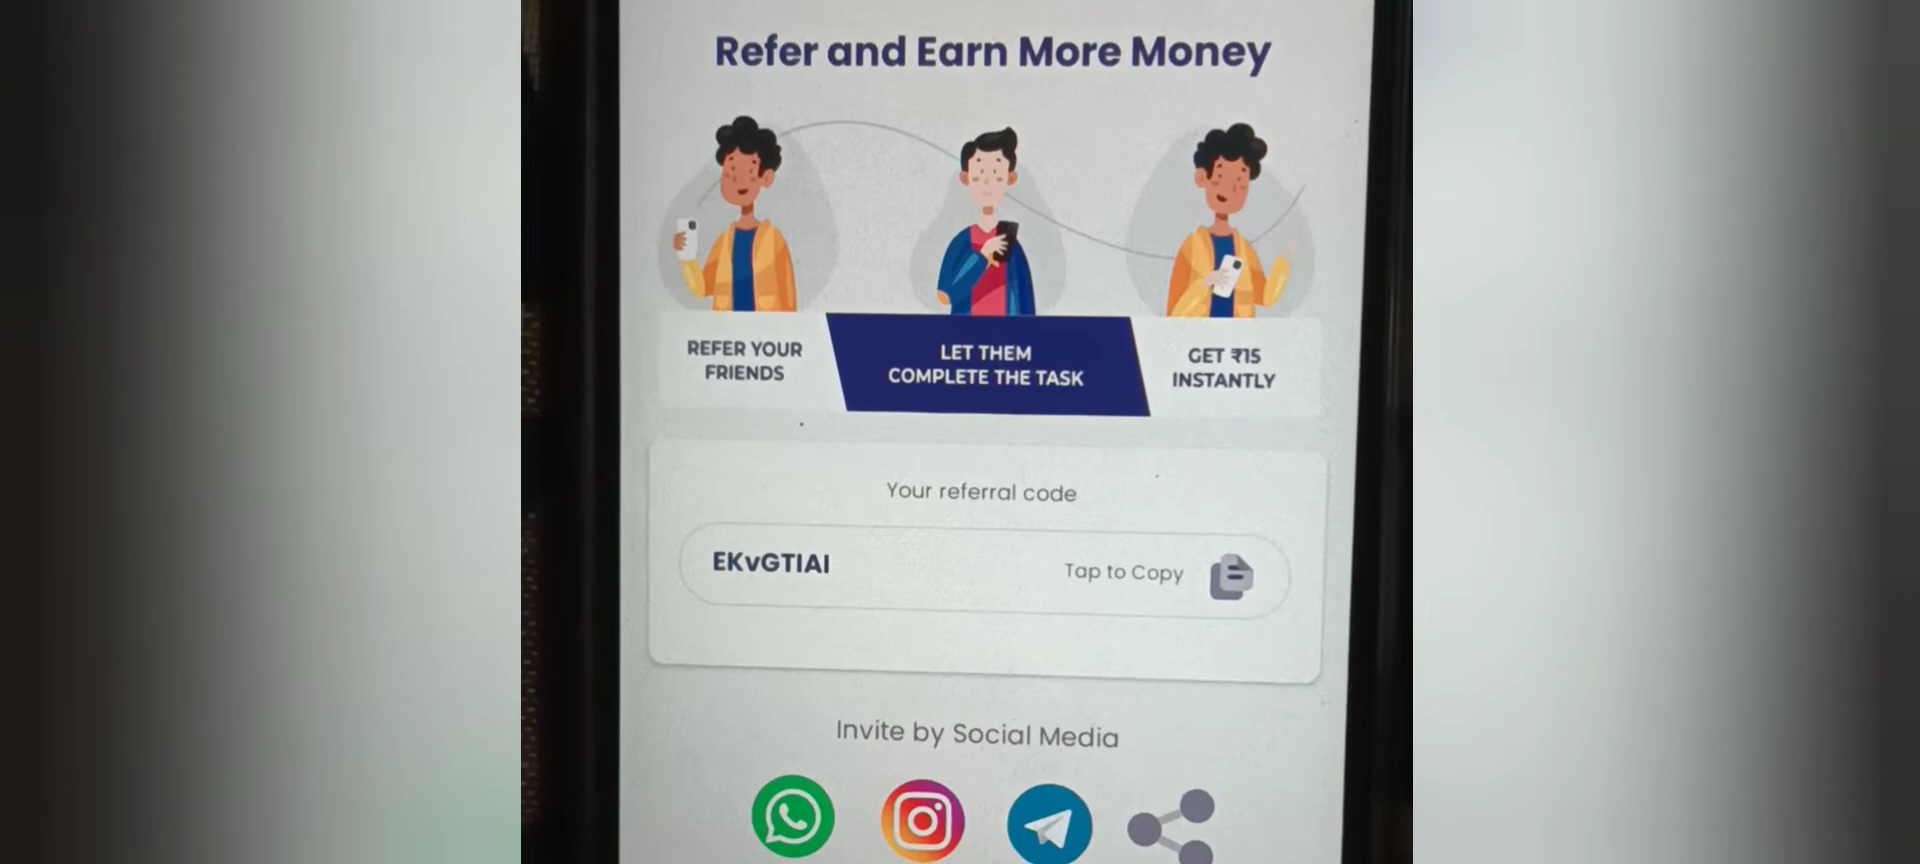 Refer and Earn More Money
REFER YOUR
FRIENDS
LET THEM
COMPLETE THE TASK
GET ₹15
INSTANTLY
Your referral code
EKvGTIAI
Tap to Copy
Invite by Social Media